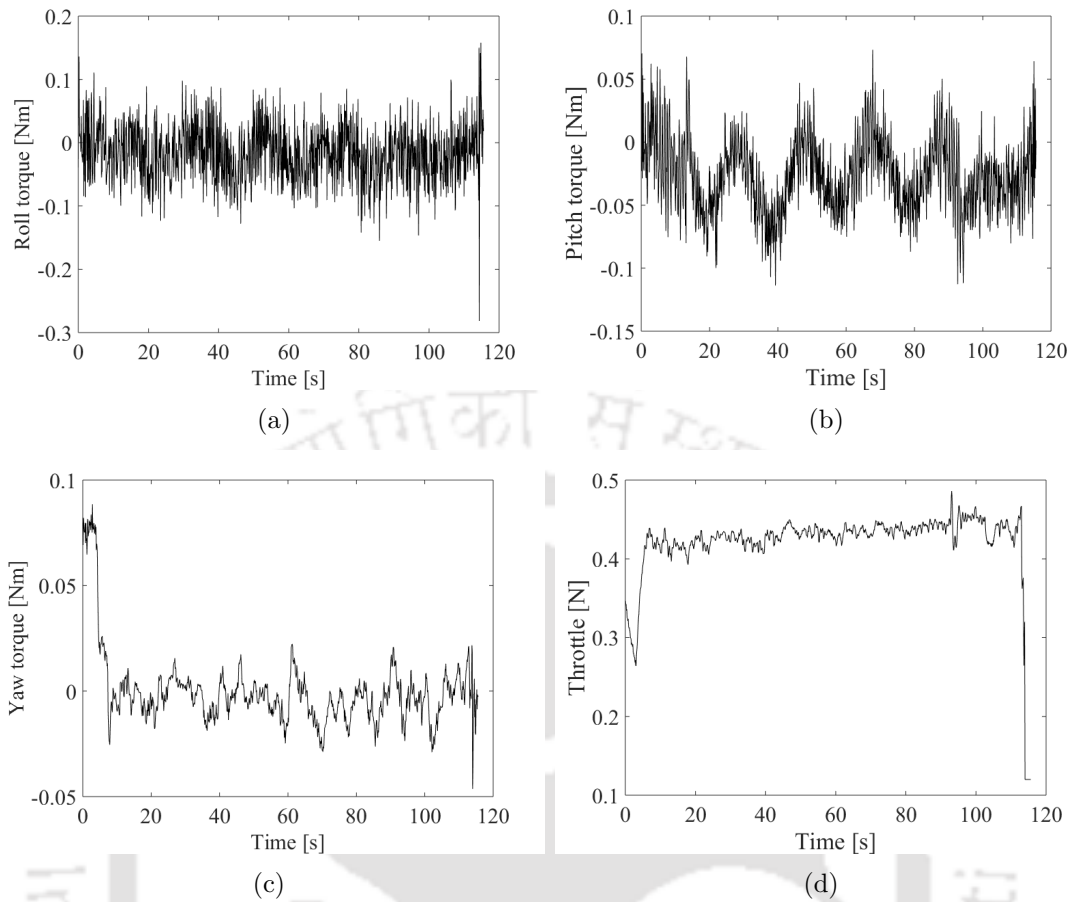 0.2
0.1
0
-0.1
-0.2
-0.3
Roll torque [Nm]
0 20 40 60 80 100 120
Time [s]
(a)
0.1
0.05
0
-0.05
-0.1
-0.15
Pitch torque [Nm]
0 20 40 60 80 100 120
Time [s]
(b)
0.1
0.05
0
-0.05
Yaw torque [Nm]
0 20 40 60 80 100 120
Time [s]
(c)
0.5
0.4
0.3
0.2
0.1
Throttle [N]
0 20 40 60 80 100 120
Time [s]
(d)